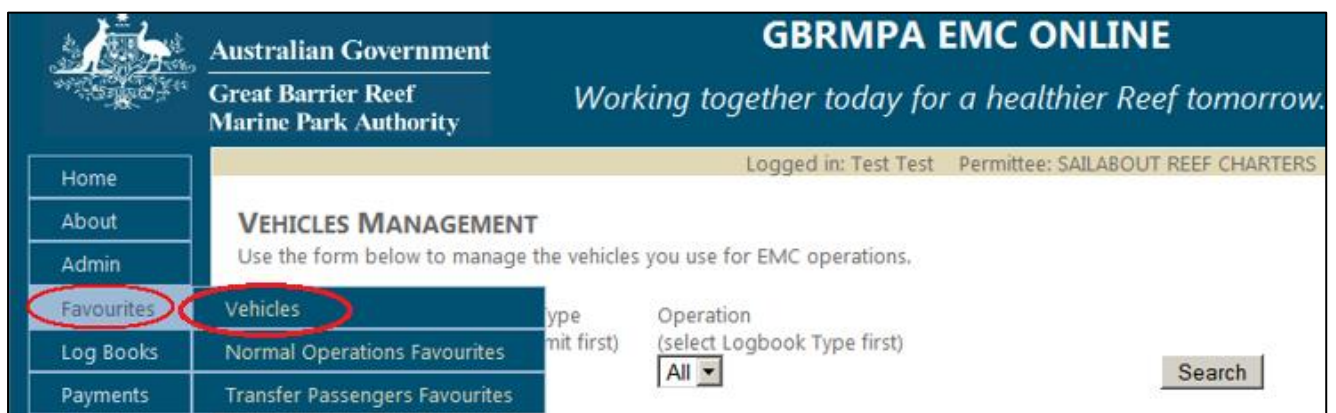 Australian Government
Great Barrier Reef
Marine Park Authority
GBRMPA EMC ONLINE
Working together today for a healthier Reef tomorrow.
Logged in: Test Test Permittee: SAILABOUT REEF CHARTERS
Home
About
Admin
Favourites
Log Books
Payments
VEHICLES MANAGEMENT
Use the form below to manage the vehicles you use for EMC operations.
Vehicles
Normal Operations Favourites
Transfer Passengers Favourites
Operation
first)
(select Logbook Type first)
All
Search